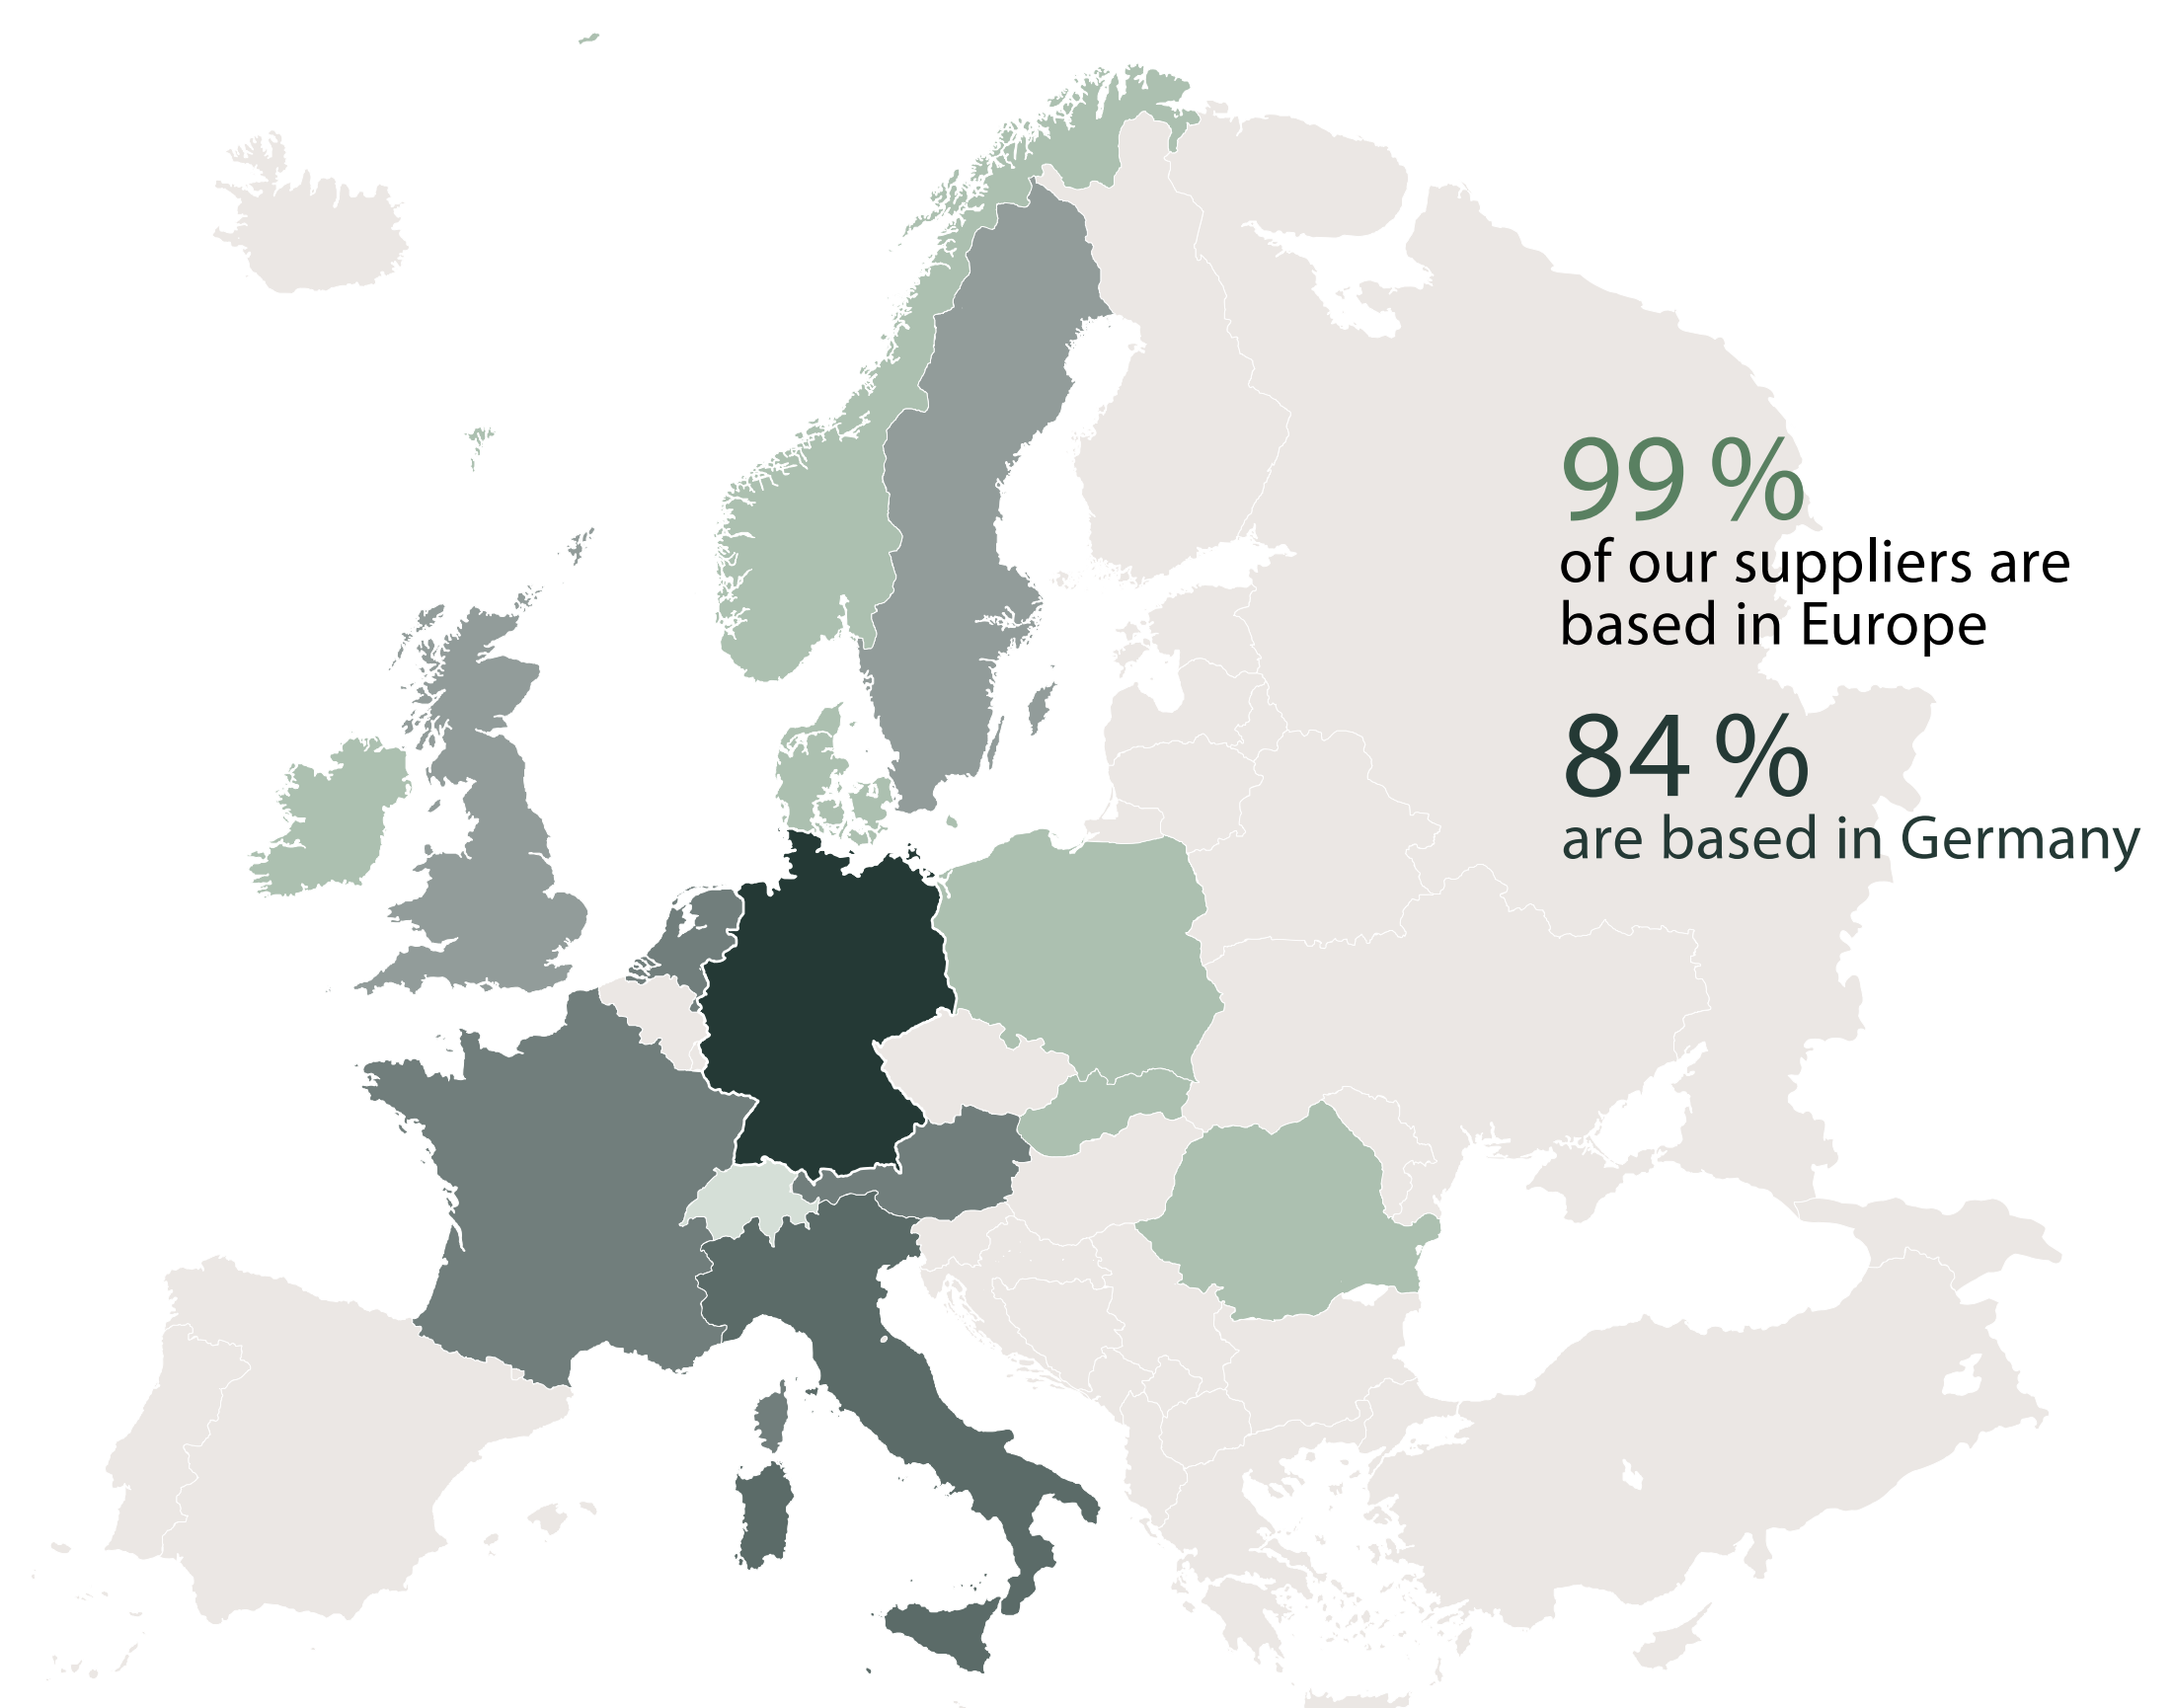 99 %
of our suppliers are
based in Europe
84 %
are based in Germany